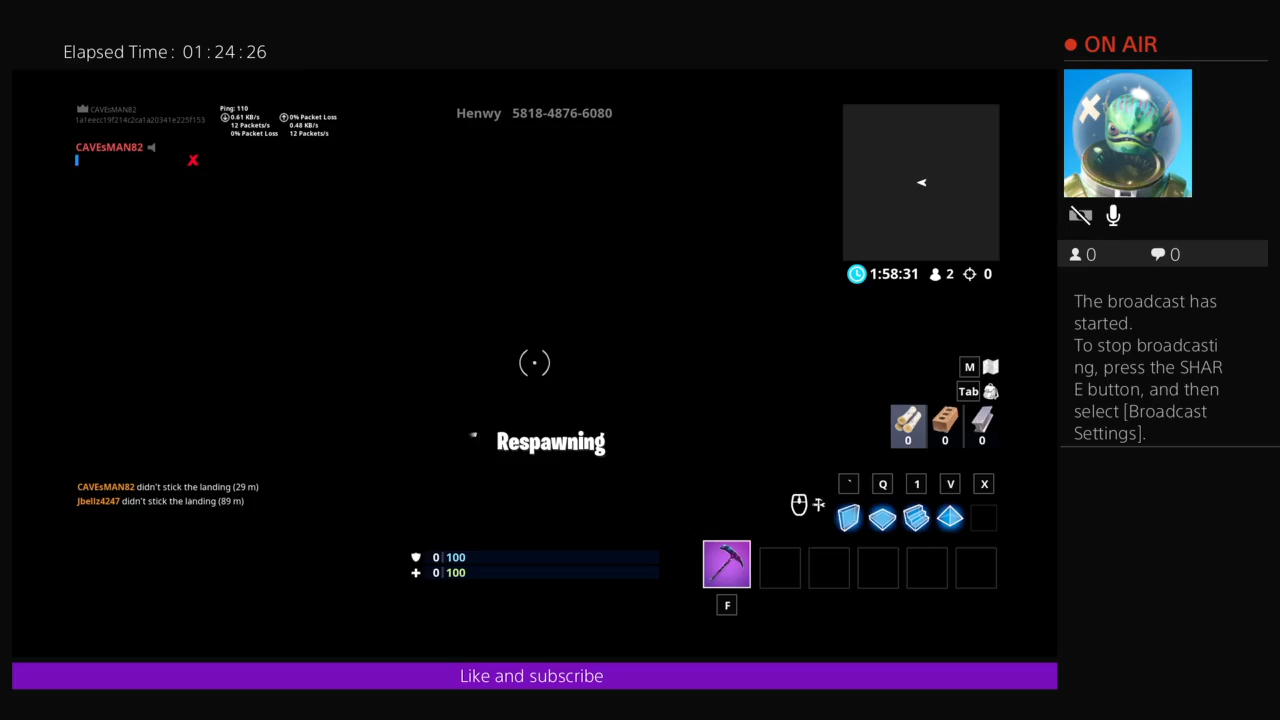 Elapsed Time: 01:24:26
ON AIR
CAVEsMAN82
Ping: 110
0.61 KB/s
12 Packets/s
0% Packet Loss
0% Packet Loss
0.48 KB/s
12 Packets/s
Henwy 5818-4876-6080
CAVEsMAN82
X
1:58:31 2 0
0 0
The broadcast has
started.
To stop broadcasti
ng, press the SHAR
E button, and then
select [Broadcast
Settings].
M
Tab
0 0 0
Respawning
CAVEsMAN82 didn't stick the landing (29 m)
Jbellz4247 didn't stick the landing (89 m)
` Q 1 V X
0 | 100
0 | 100
F
Like and subscribe